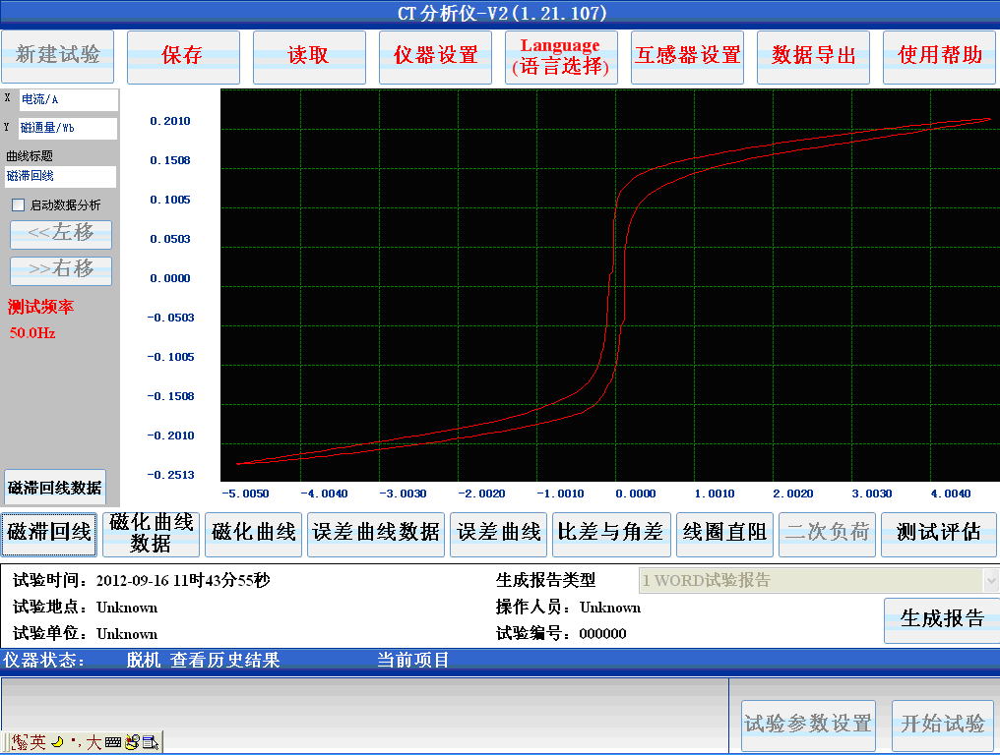 CT分析仪-V2(1.21.107)
新建试验
保存
读取
仪器设置
Language
(语言选择)
互感器设置
数据导出
使用帮助
X 电流/A
Y 磁通量/Wb
曲线标题
磁滞回线
启动数据分析
<<左移
>>右移
测试频率
50.0Hz
磁滞回线数据
0.2010
0.1508
0.1005
0.0503
0.0000
-0.0503
-0.1005
-0.1508
-0.2010
-0.2513
-5.0050 -4.0040 -3.0030 -2.0020 -1.0010 0.0000 1.0010 2.0020 3.0030 4.0040
磁滞回线
磁化曲线
数据
磁化曲线
误差曲线数据
误差曲线
比差与角差
线圈直阻
二次负荷
测试评估
试验时间：2012-09-16 11时43分55秒
试验地点：Unknown
试验单位：Unknown
生成报告类型 1 WORD试验报告
操作人员：Unknown
试验编号：000000
生成报告
仪器状态： 脱机 查看历史结果 当前项目
试验参数设置
开始试验
英 大